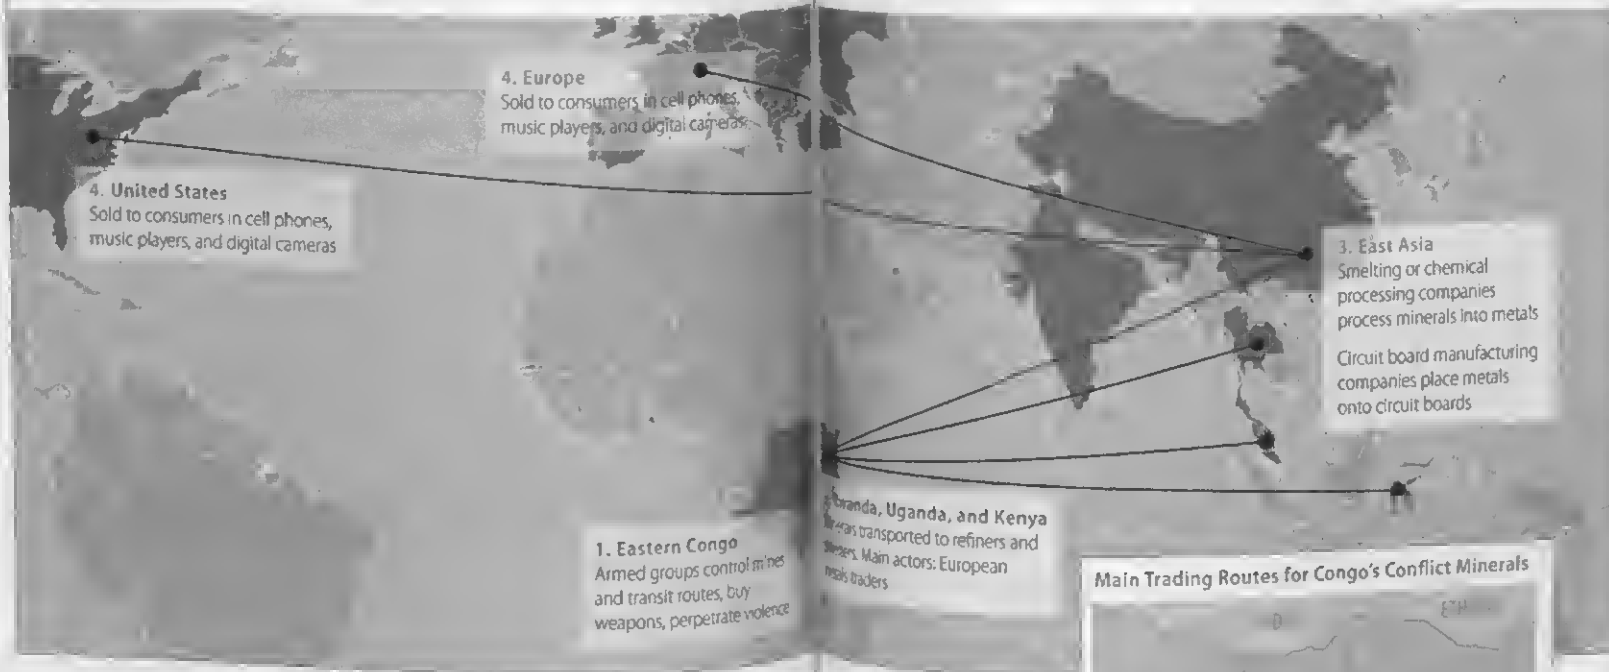 4. Europe
Sold to consumers in cell phones,
music players, and digital cameras
4. United States
Sold to consumers in cell phones,
music players, and digital cameras
3. East Asia
Smelting or chemical
processing companies
process minerals into metals
Circuit board manufacturing
companies place metals
onto circuit boards
1. Eastern Congo
Armed groups control mines
and transit routes, buy
weapons, perpetrate violence
Uganda, and Kenya
transported to refiners and
Main actors: European
traders
Main Trading Routes for Congo's Conflict Minerals